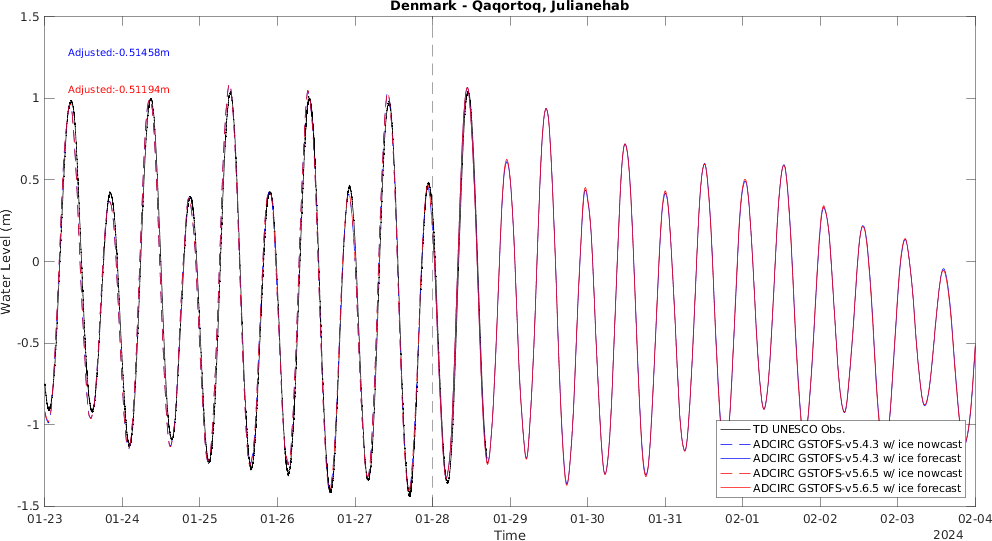 Denmark - Qaqortoq, Julianehab
Adjusted:-0.51458m
Adjusted:-0.51194m
Water Level (m)
1.5
1
0.5
0
-0.5
-1
-1.5
TD UNESCO Obs.
ADCIRC GSTOFS-v5.4.3 w/ ice nowcast
ADCIRC GSTOFS-v5.4.3 w/ ice forecast
ADCIRC GSTOFS-v5.6.5 w/ ice nowcast
ADCIRC GSTOFS-v5.6.5 w/ ice forecast
01-23 01-24 01-25 01-26 01-27 01-28 01-29 01-30 01-31 02-01 02-02 02-03 02-04
Time
2024